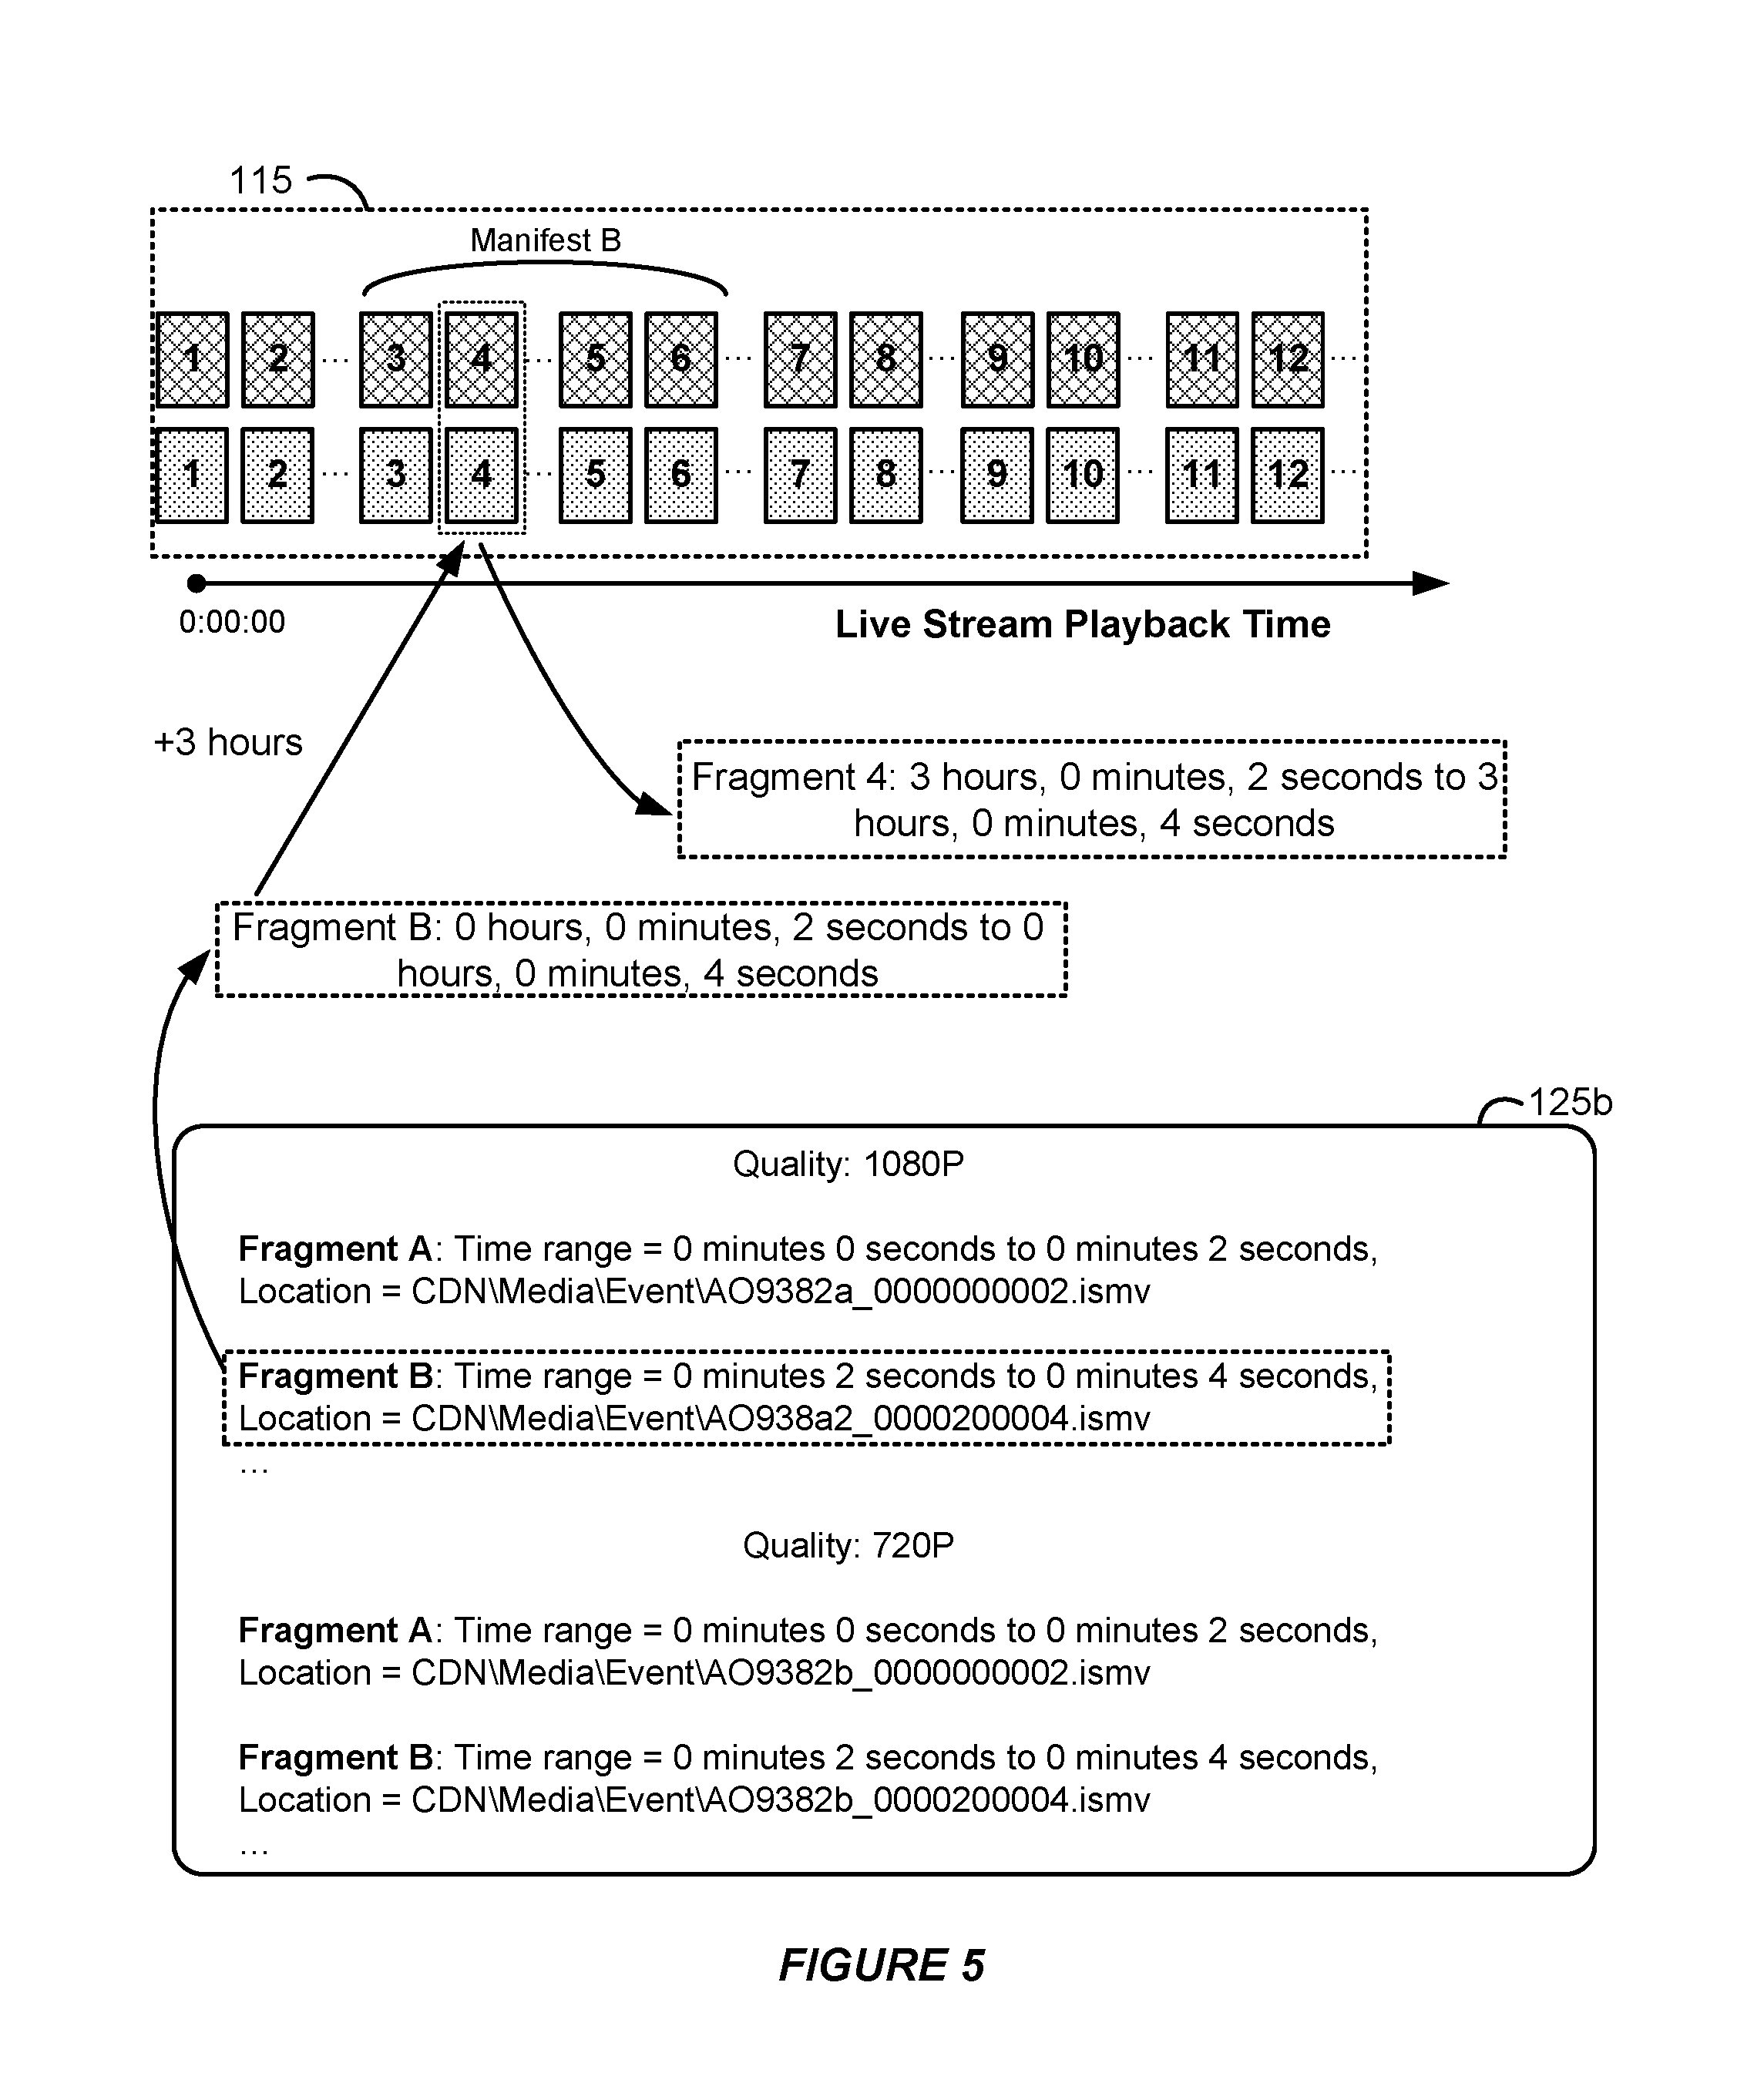 115
Manifest B
1 2 ... 3 4 ... 5 6 ... 7 8 ... 9 10 ... 11 12 ...
1 2 ... 3 4 ... 5 6 ... 7 8 ... 9 10 ... 11 12 ...
0:00:00
Live Stream Playback Time
+3 hours
Fragment 4: 3 hours, 0 minutes, 2 seconds to 3
hours, 0 minutes, 4 seconds
Fragment B: 0 hours, 0 minutes, 2 seconds to 0
hours, 0 minutes, 4 seconds
125b
Quality: 1080P
Fragment A: Time range = 0 minutes 0 seconds to 0 minutes 2 seconds,
Location = CDN\Media\Event\AO9382a_0000000002.ismv
Fragment B: Time range = 0 minutes 2 seconds to 0 minutes 4 seconds,
Location = CDN\Media\Event\AO938a2_0000200004.ismv
...
Quality: 720P
Fragment A: Time range = 0 minutes 0 seconds to 0 minutes 2 seconds,
Location = CDN\Media\Event\AO9382b_0000000002.ismv
Fragment B: Time range = 0 minutes 2 seconds to 0 minutes 4 seconds,
Location = CDN\Media\Event\AO9382b_0000200004.ismv
...
FIGURE 5